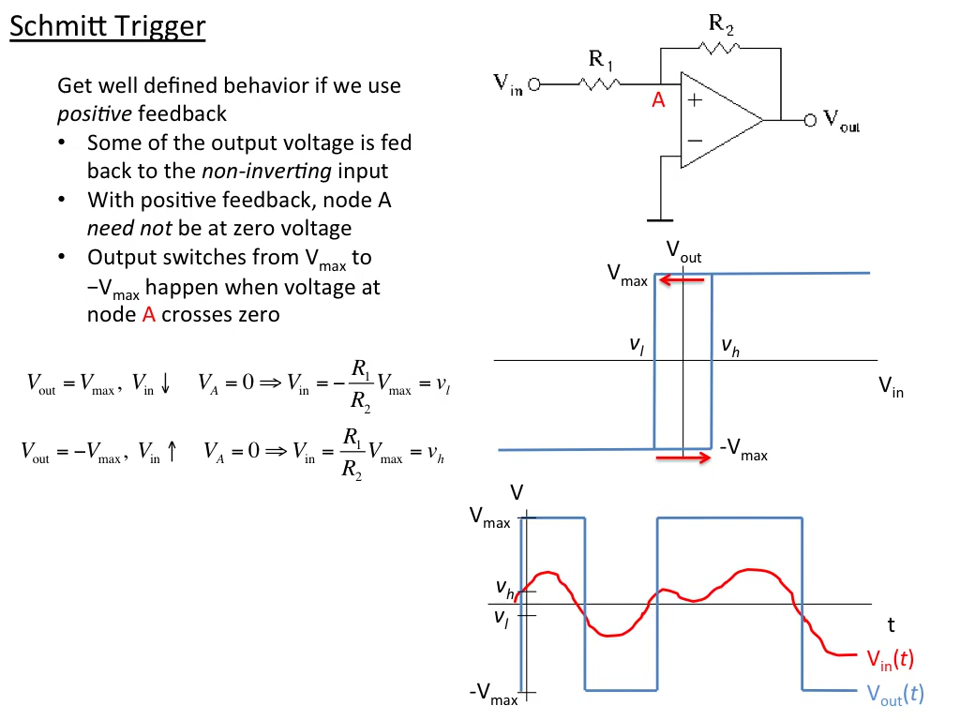 Schmitt Trigger
Get well defined behavior if we use
positive feedback
• Some of the output voltage is fed
back to the non-inverting input
• With positive feedback, node A
need not be at zero voltage
• Output switches from Vmax to
−Vmax happen when voltage at
node A crosses zero
Vout = Vmax, Vin ↓ VA = 0 ⇒ Vin = −R1/R2 Vmax = vl
Vout = −Vmax, Vin ↑ VA = 0 ⇒ Vin = R1/R2 Vmax = vh
R2
R1
Vin
A
+
−
Vout
Vout
Vmax
vl
vh
Vin
-Vmax
V
Vmax
vh
vl
t
Vin(t)
-Vmax
Vout(t)